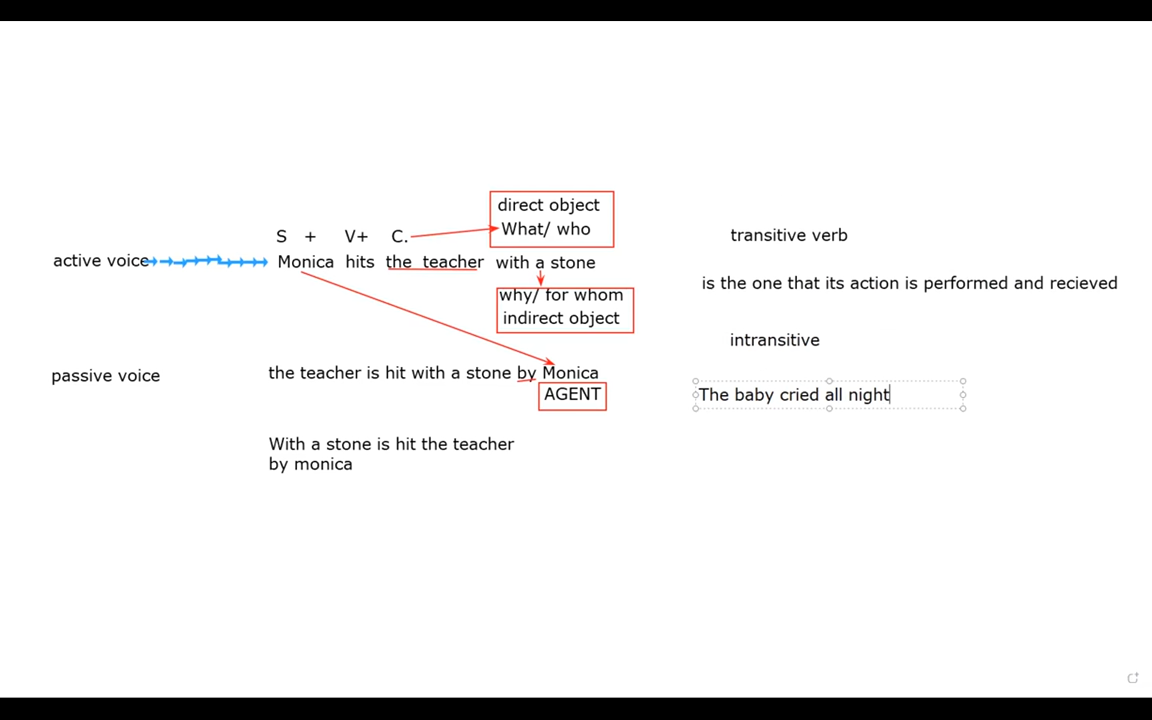 direct object
What/ who
S + V+ C.
active voice Monica hits the teacher with a stone
why/ for whom
indirect object
passive voice the teacher is hit with a stone by Monica
AGENT
With a stone is hit the teacher
by monica
transitive verb
is the one that its action is performed and recieved
intransitive
The baby cried all night